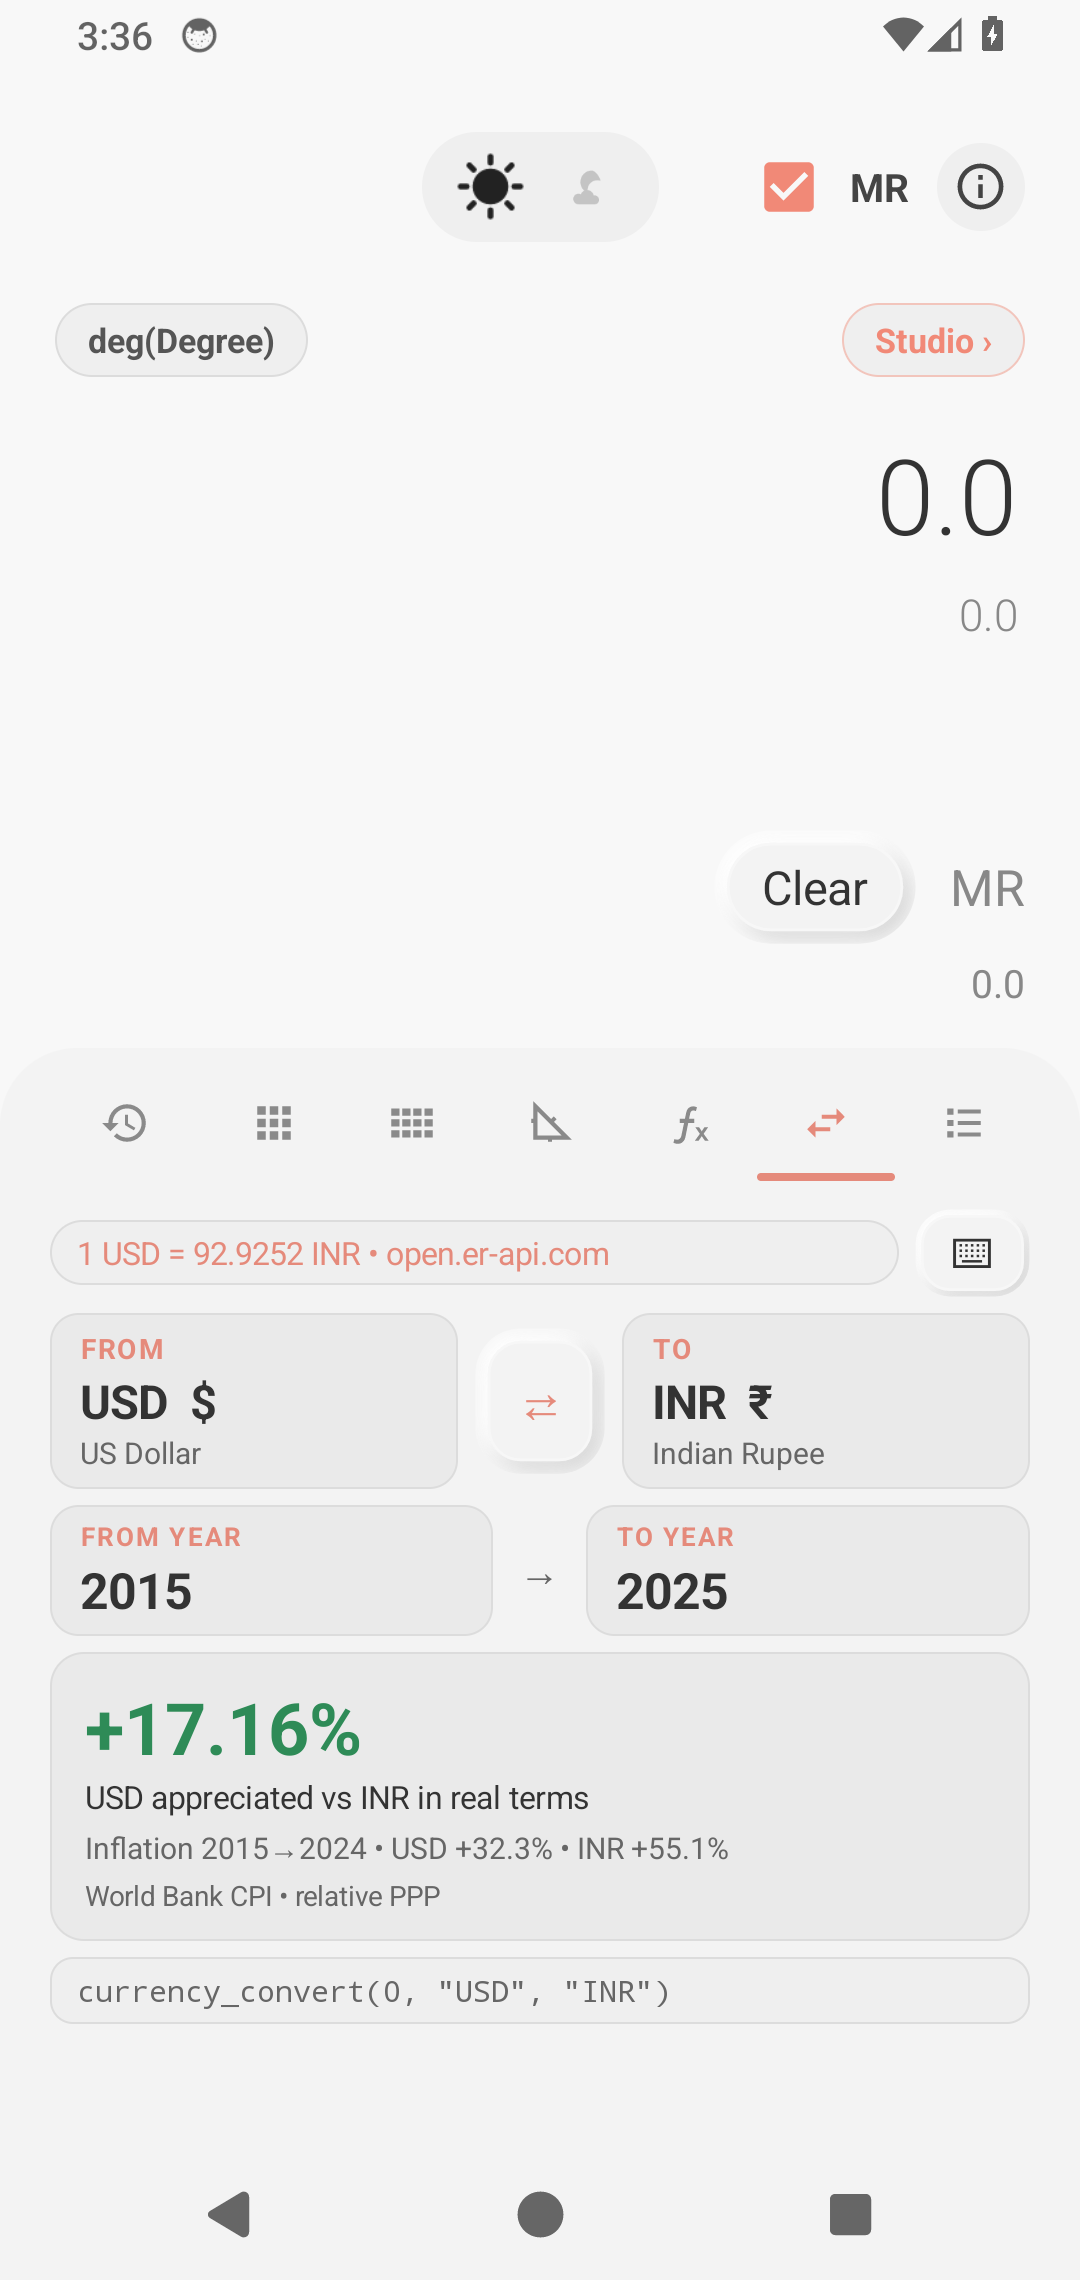 3:36
MR
deg(Degree)
Studio ›
0.0
0.0
Clear
MR
0.0
fx
1 USD = 92.9252 INR • open.er-api.com
FROM
USD $
US Dollar
⇄
TO
INR ₹
Indian Rupee
FROM YEAR
2015
→
TO YEAR
2025
+17.16%
USD appreciated vs INR in real terms
Inflation 2015→2024 • USD +32.3% • INR +55.1%
World Bank CPI • relative PPP
currency_convert(0, "USD", "INR")